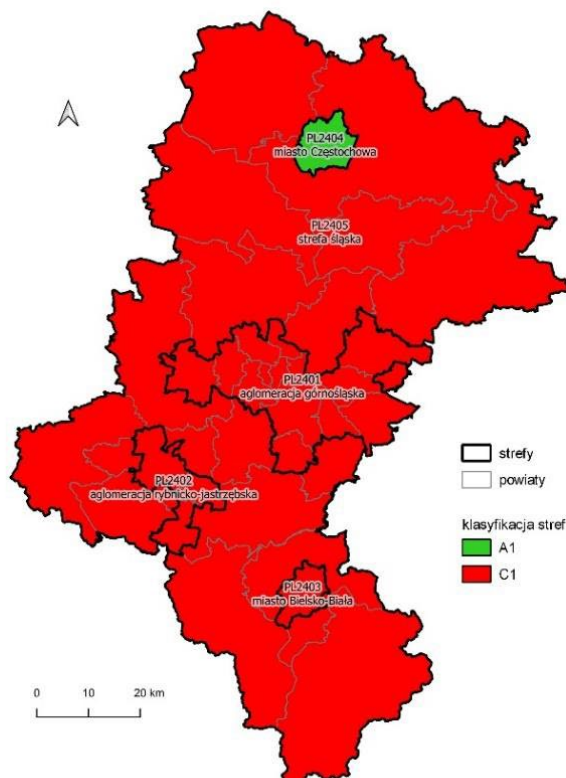 PL2404
miasto Częstochowa
PL2405
strefa śląska
PL2401
aglomeracja górnośląska
PL2402
aglomeracja rybnicko-jastrzębska
PL2403
miasto Bielsko-Biała
strefy
powiaty
klasyfikacja stref
A1
C1
0 10 20 km